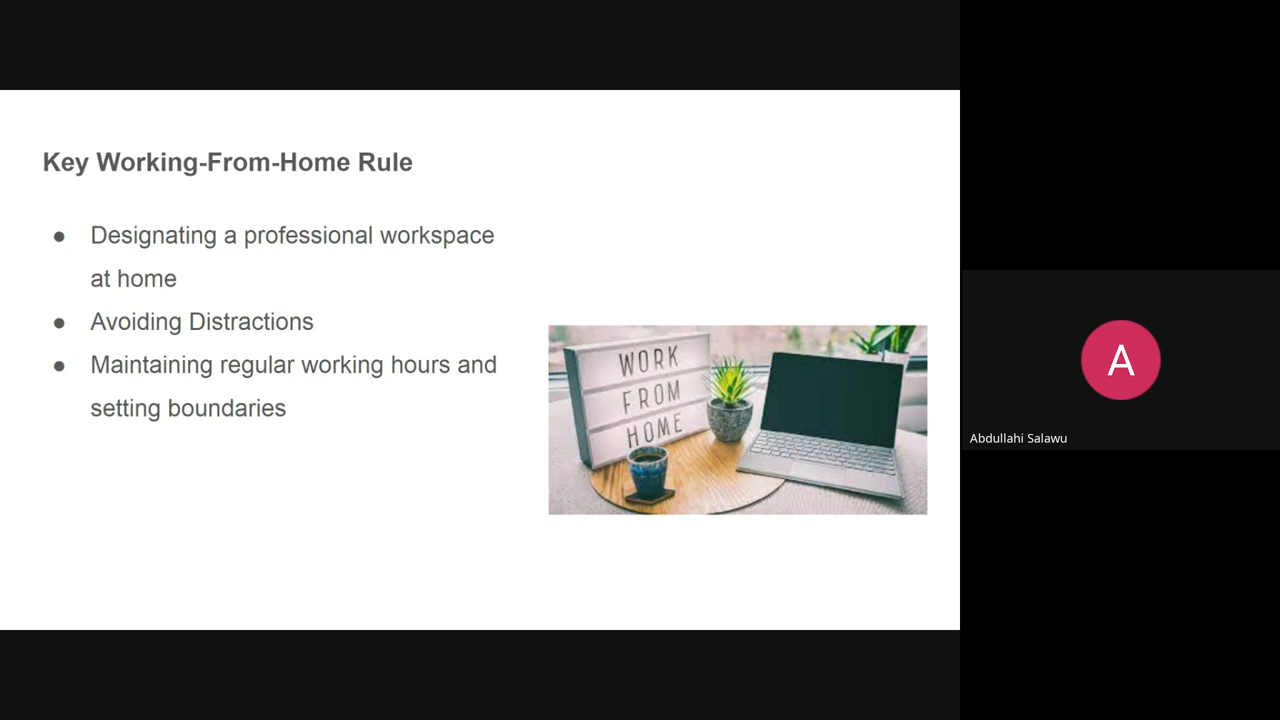 Key Working-From-Home Rule
● Designating a professional workspace
at home
● Avoiding Distractions
● Maintaining regular working hours and
setting boundaries
WORK
FROM
HOME
A
Abdullahi Salawu